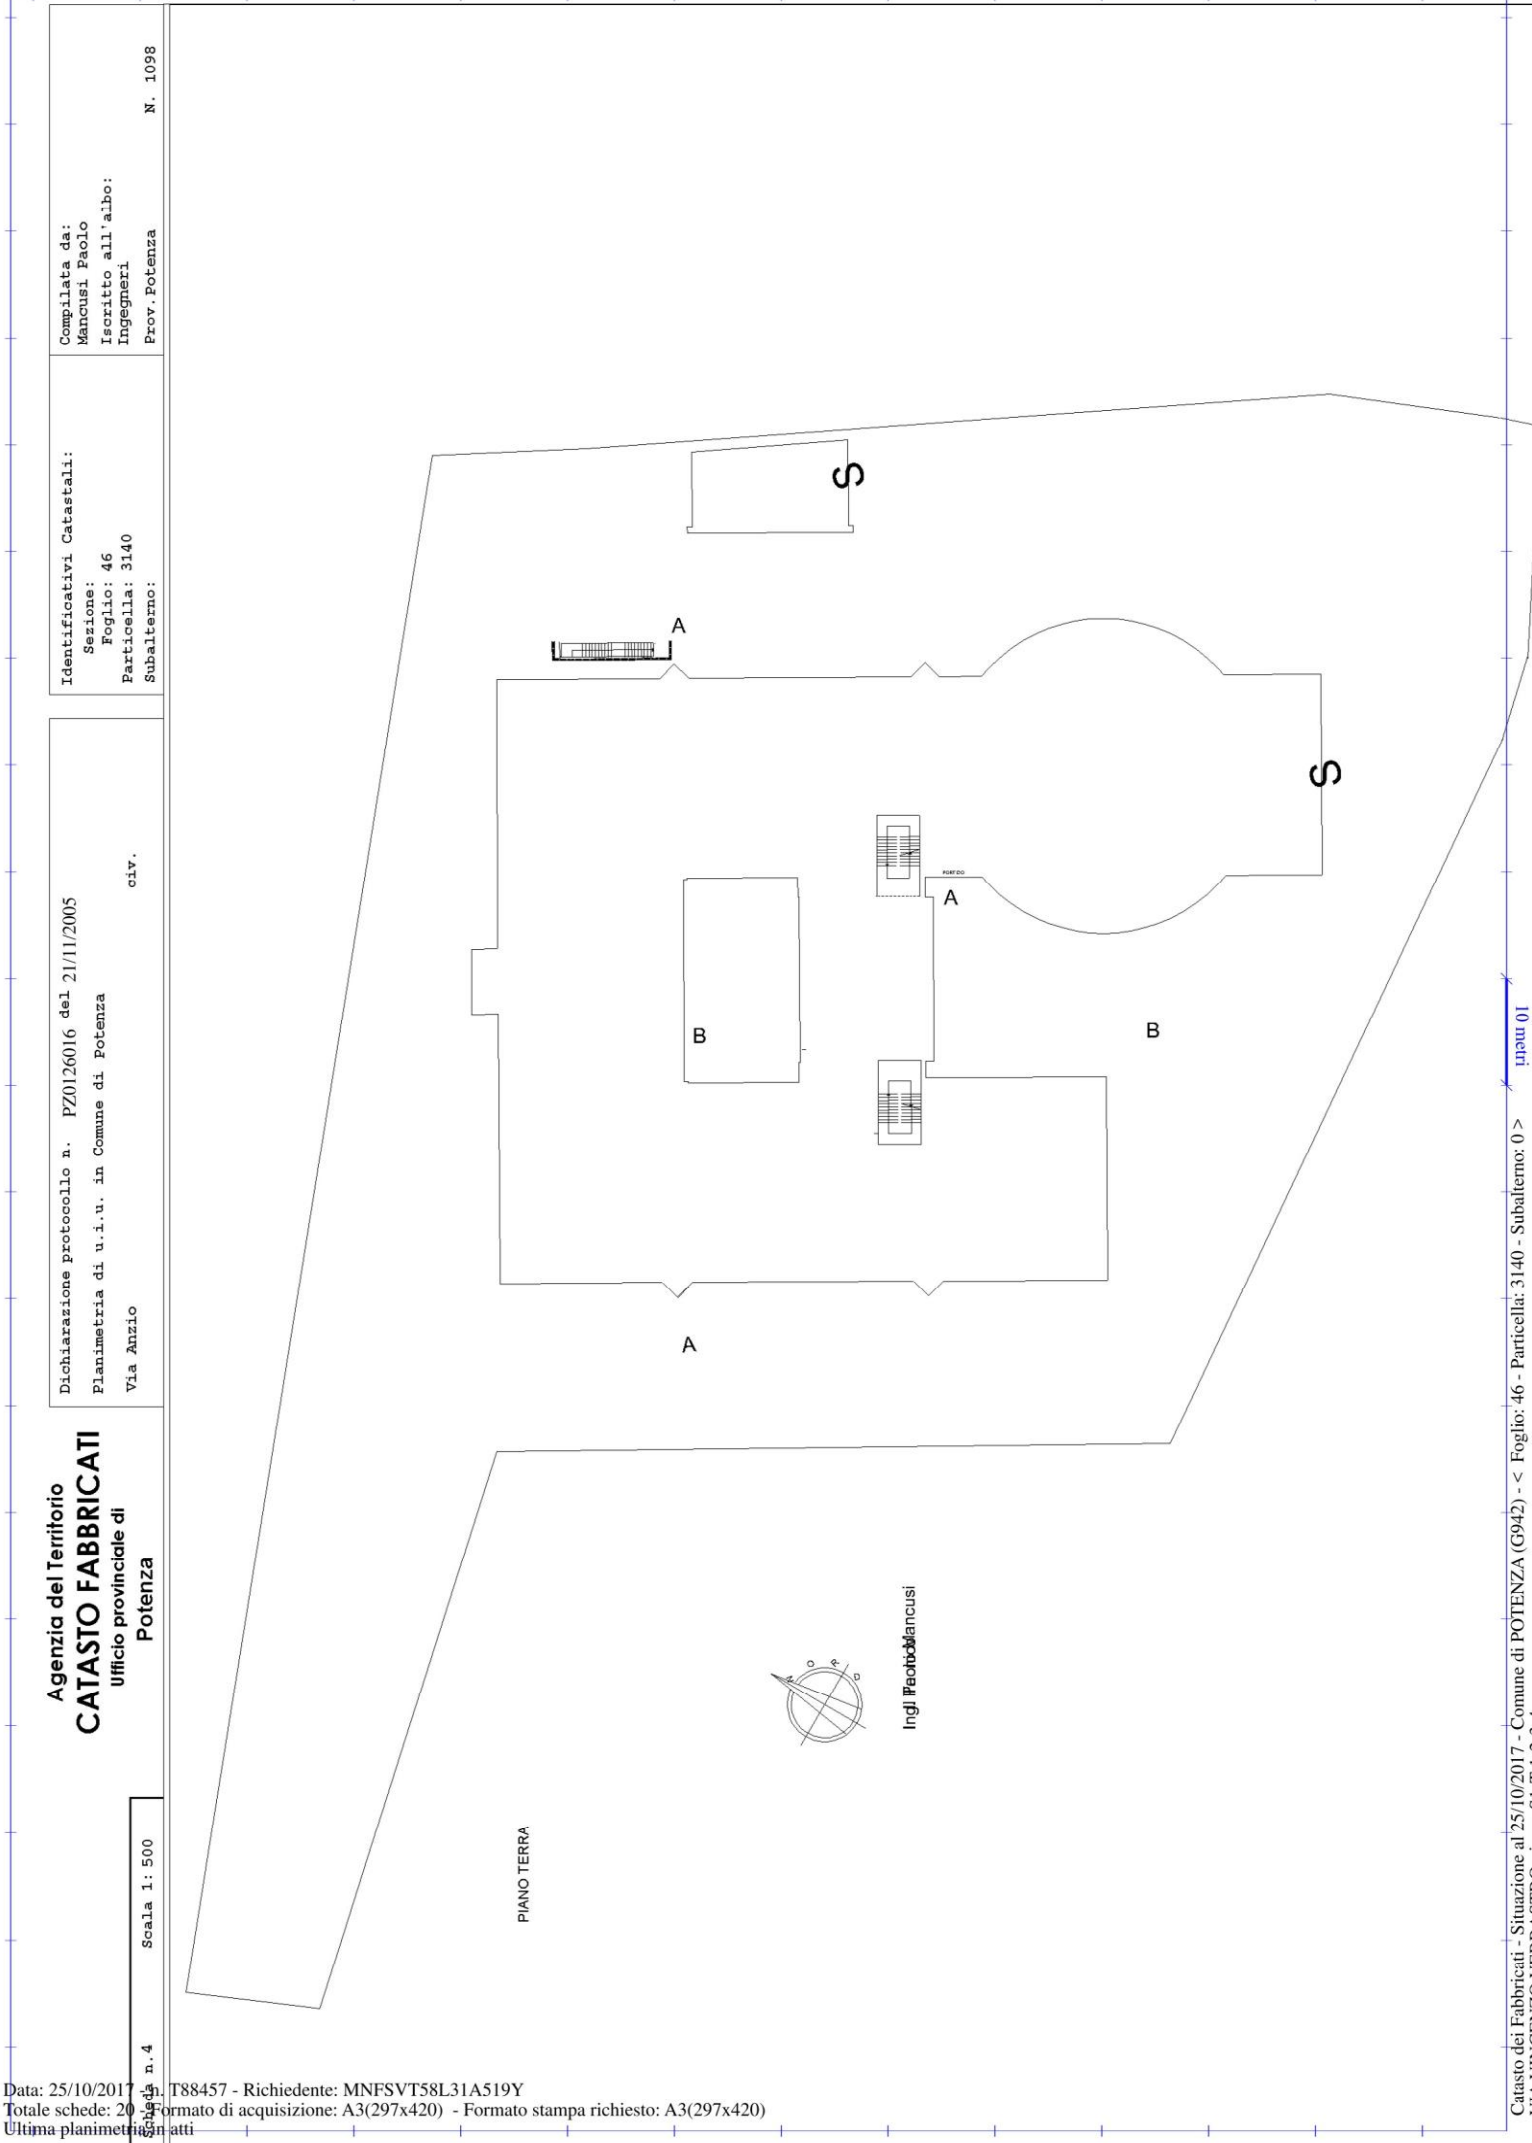 Agenzia del Territorio
CATASTO FABBRICATI
Ufficio provinciale di
Potenza
Dichiarazione protocollo n. PZ0126016 del 21/11/2005
Planimetria di u.i.u. in Comune di Potenza
Via Anzio civ.
Identificativi Catastali:
Sezione:
Foglio: 46
Particella: 3140
Subalterno:
Compilata da:
Mancusi Paolo
Iscritto all'albo:
Ingegneri
Prov. Potenza N. 1098
Scheda n.4 Scala 1: 500
S
A
S
PORTICO
A
B
B
A
N O R D
Ing. Mancusi
PIANO TERRA
10 metri
Catasto dei Fabbricati - Situazione al 25/10/2017 - Comune di POTENZA (G942) - < Foglio: 46 - Particella: 3140 - Subalterno: 0 >
Data: 25/10/2017 - n. T88457 - Richiedente: MNFSVT58L31A519Y
Totale schede: 20 - Formato di acquisizione: A3(297x420) - Formato stampa richiesto: A3(297x420)
Ultima planimetria in atti